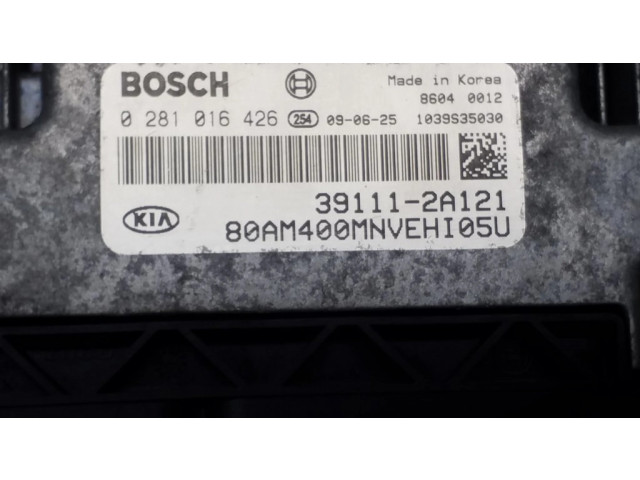 BOSCH
Made in Korea
8604 0012
0 281 016 426 254 09-06-25 1039S35030
39111-2A121
KIA
80AM400MNVEHI05U